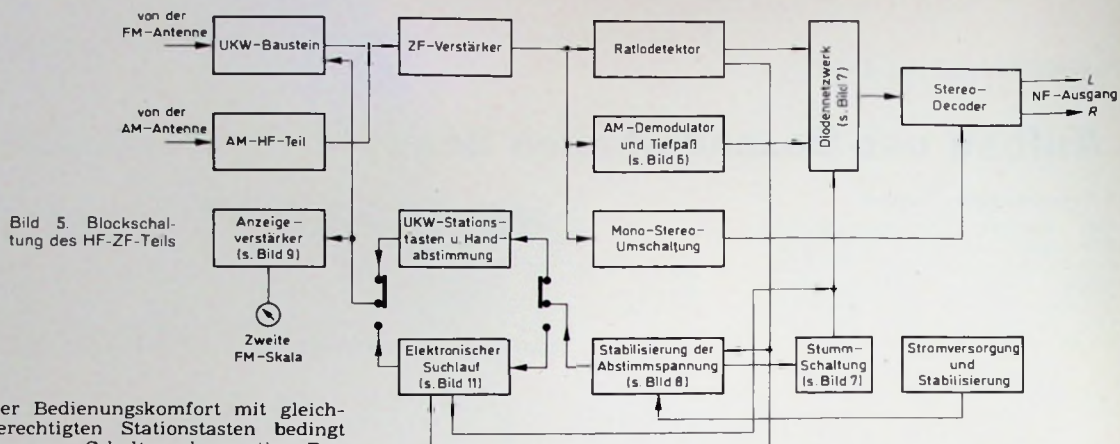 von der
FM-Antenne
UKW-Baustein
ZF-Verstärker
Ratiodetektor
Diodennetzwerk
(s. Bild 7)
Stereo-
Decoder
L
NF-Ausgang
R
von der
AM-Antenne
AM-HF-Teil
AM-Demodulator
und Tiefpaß
(s. Bild 6)
Bild 5. Blockschal-
tung des HF-ZF-Teils
Anzeige-
verstärker
(s. Bild 9)
UKW-Stations-
tasten u. Hand-
abstimmung
Mono-Stereo-
Umschaltung
Zweite
FM-Skala
Elektronischer
Suchlauf
(s. Bild 11)
Stabilisierung der
Abstimmspannung
(s. Bild 8)
Stumm-
Schaltung
(s. Bild 7)
Stromversorgung
und
Stabilisierung
er Bedienungskomfort mit gleich-
erechtigten Stationstasten bedingt